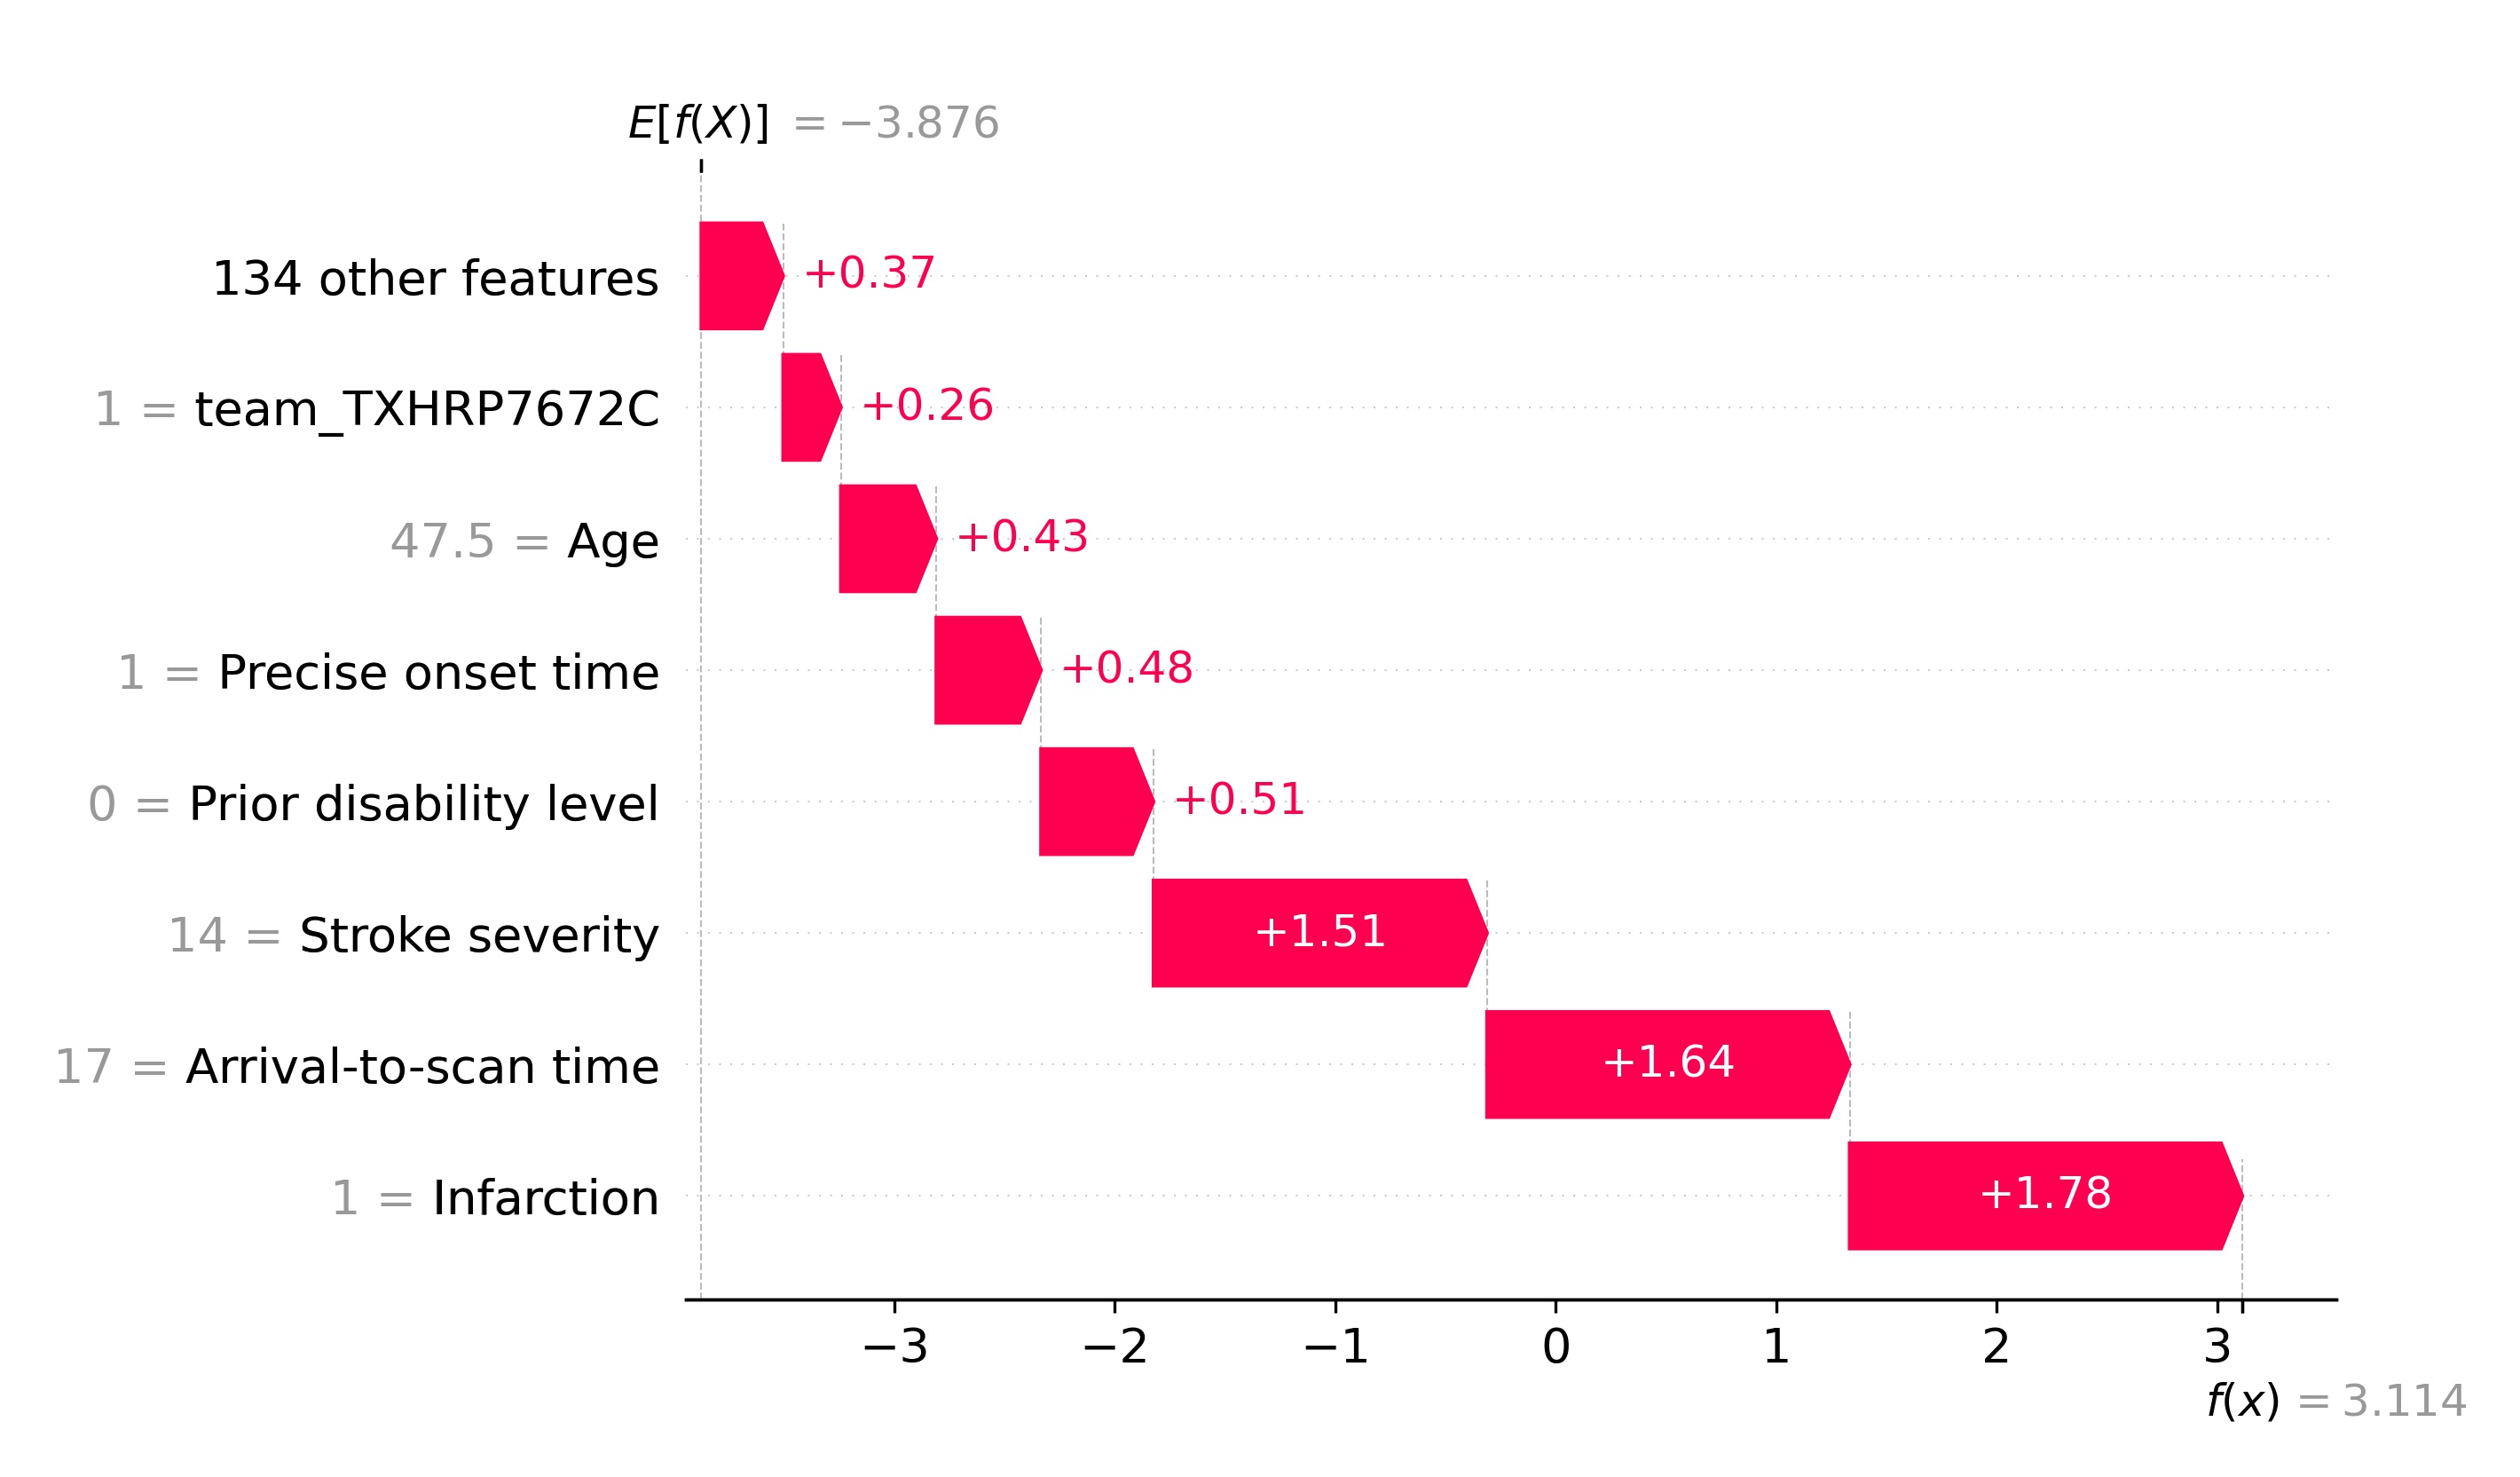 E[f(X)] = −3.876
134 other features +0.37
1 = team_TXHRP7672C +0.26
47.5 = Age +0.43
1 = Precise onset time +0.48
0 = Prior disability level +0.51
14 = Stroke severity +1.51
17 = Arrival-to-scan time +1.64
1 = Infarction +1.78
−3 −2 −1 0 1 2 3
f(x) = 3.114